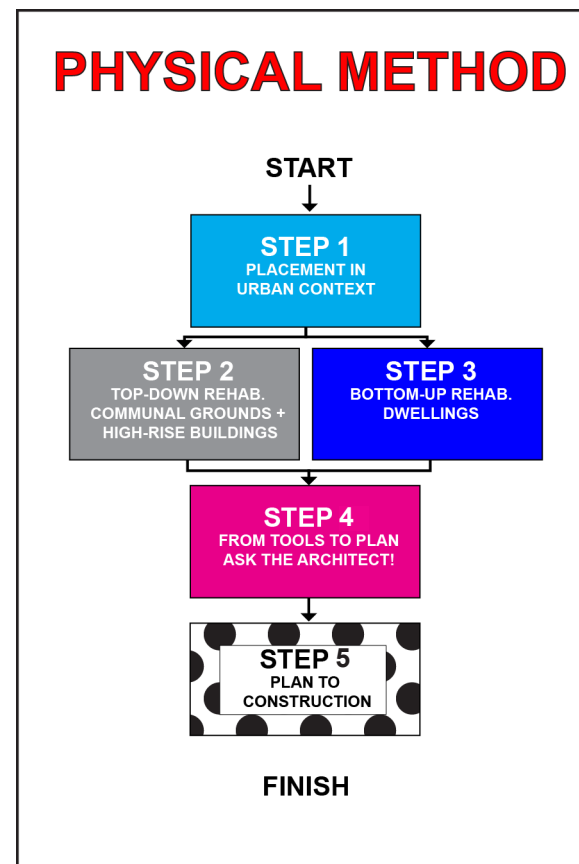 PHYSICAL METHOD
START
STEP 1
PLACEMENT IN
URBAN CONTEXT
STEP 2
TOP-DOWN REHAB.
COMMUNAL GROUNDS +
HIGH-RISE BUILDINGS
STEP 3
BOTTOM-UP REHAB.
DWELLINGS
STEP 4
FROM TOOLS TO PLAN
ASK THE ARCHITECT!
STEP 5
PLAN TO
CONSTRUCTION
FINISH